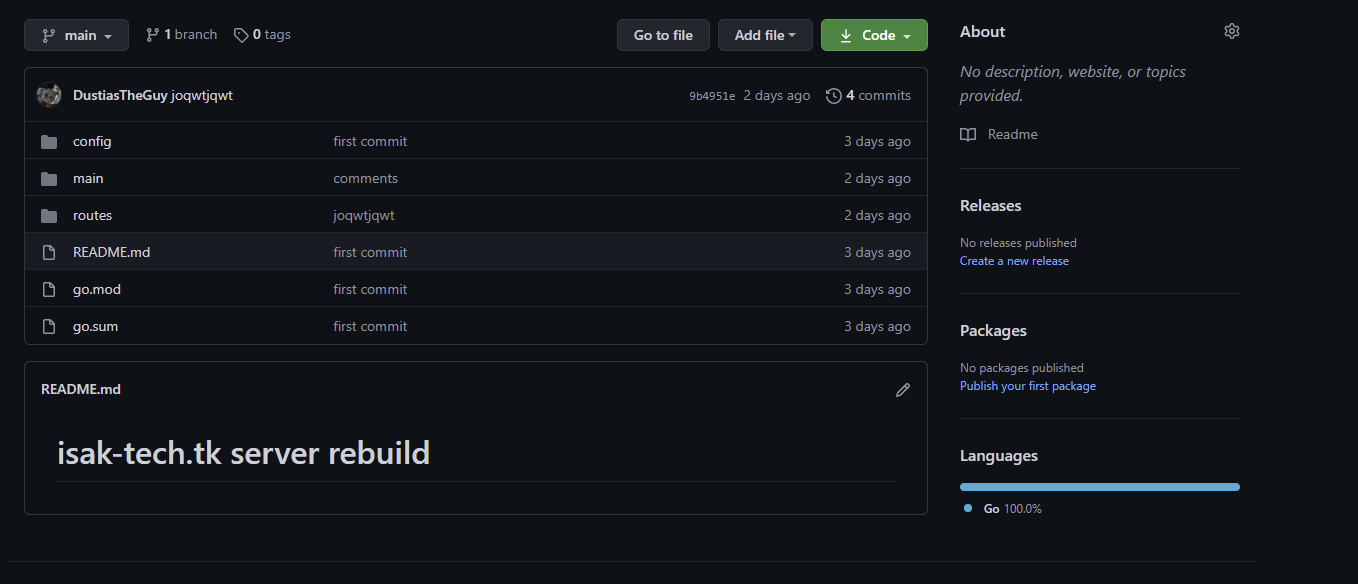 main
1 branch
0 tags
Go to file
Add file
Code
DustiasTheGuy joqwtjqwt
9b4951e 2 days ago
4 commits
config first commit 3 days ago
main comments 2 days ago
routes joqwtjqwt 2 days ago
README.md first commit 3 days ago
go.mod first commit 3 days ago
go.sum first commit 3 days ago
README.md
isak-tech.tk server rebuild
About
No description, website, or topics
provided.
Readme
Releases
No releases published
Create a new release
Packages
No packages published
Publish your first package
Languages
Go 100.0%